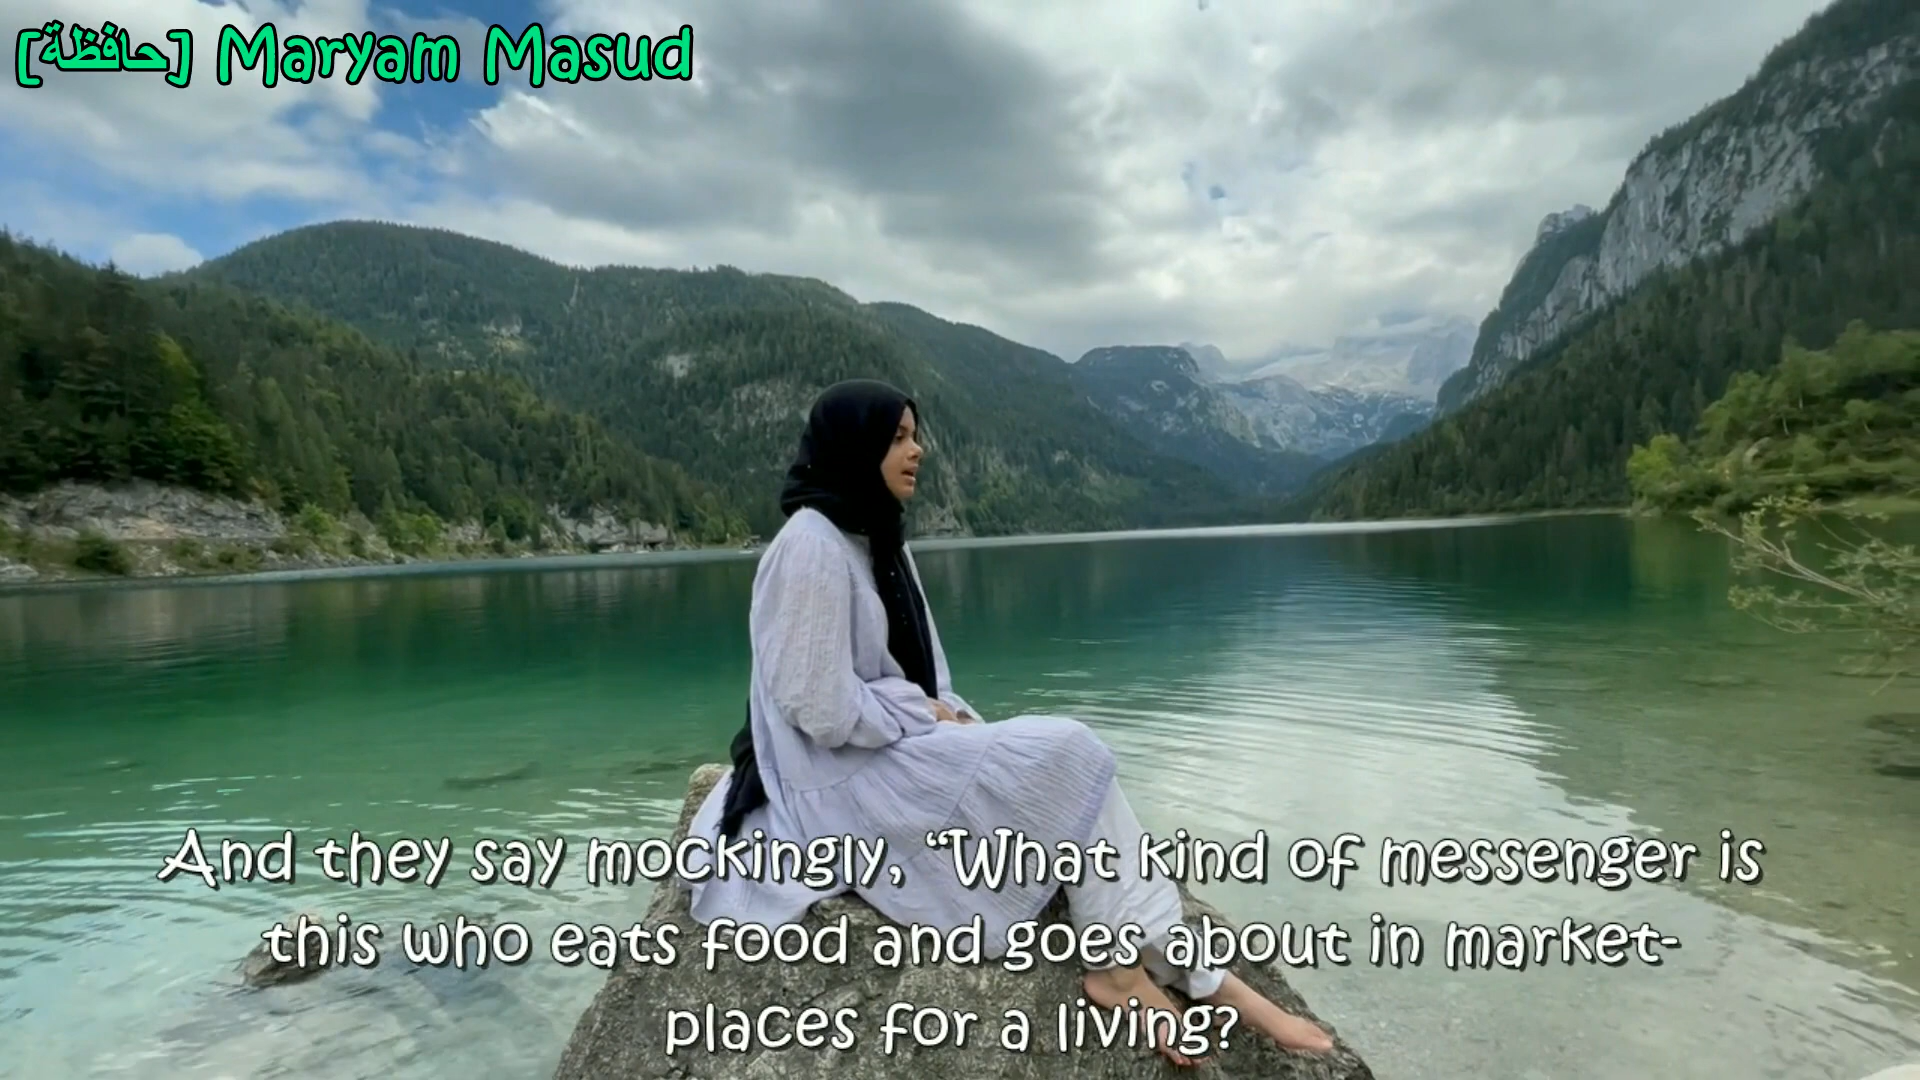 [حافظة] Maryam Masud
And they say mockingly, “What kind of messenger is
this who eats food and goes about in market-
places for a living?